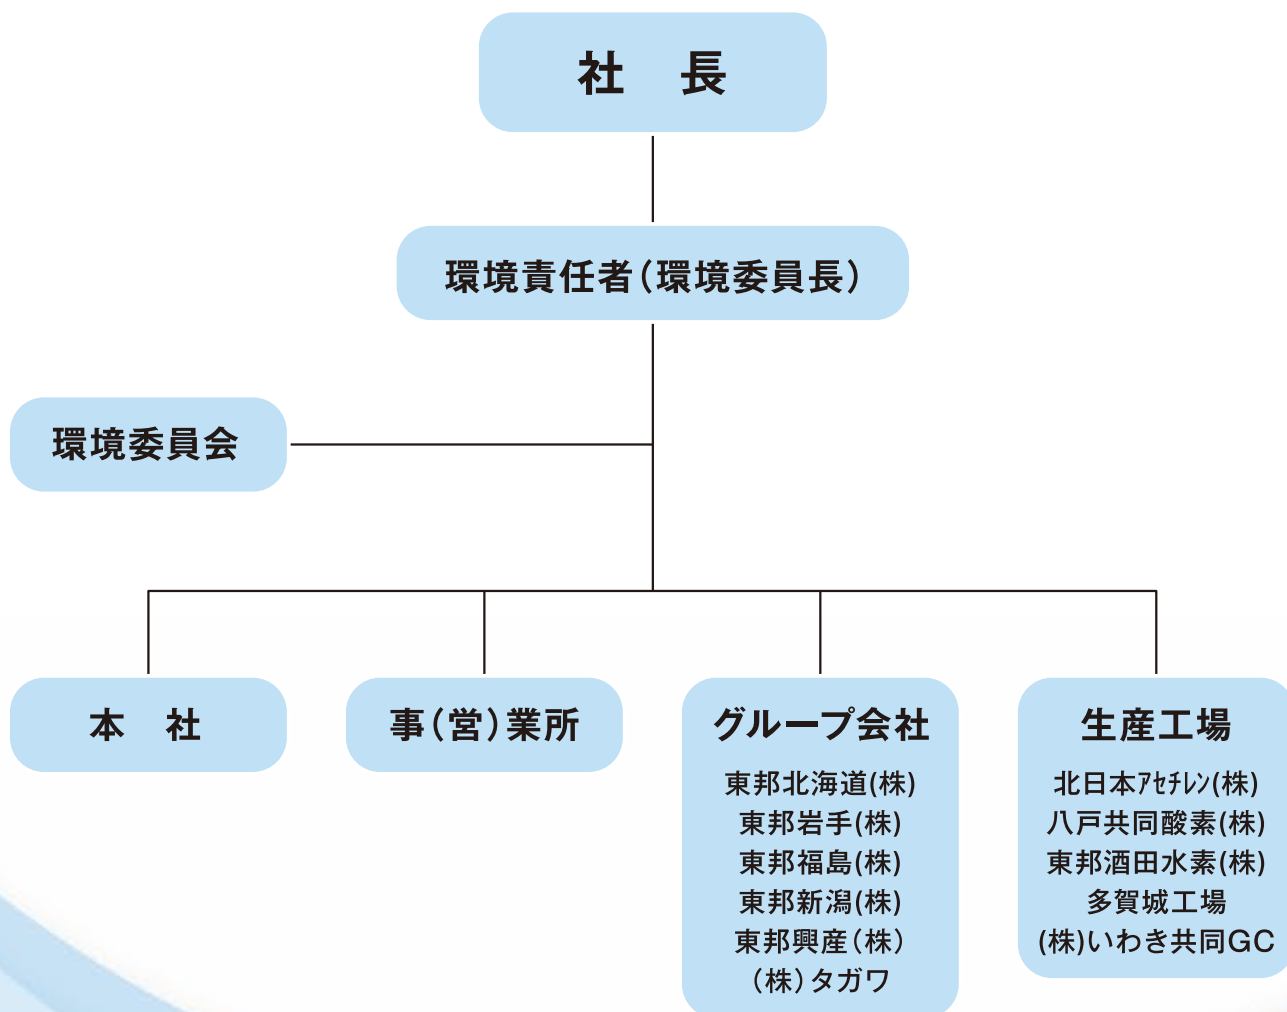 社　長
環境責任者(環境委員長)
環境委員会
本　社
事(営)業所
グループ会社
東邦北海道(株)
東邦岩手(株)
東邦福島(株)
東邦新潟(株)
東邦興産(株)
(株)タガワ
生産工場
北日本ｱｾﾁﾚﾝ(株)
八戸共同酸素(株)
東邦酒田水素(株)
多賀城工場
(株)いわき共同GC